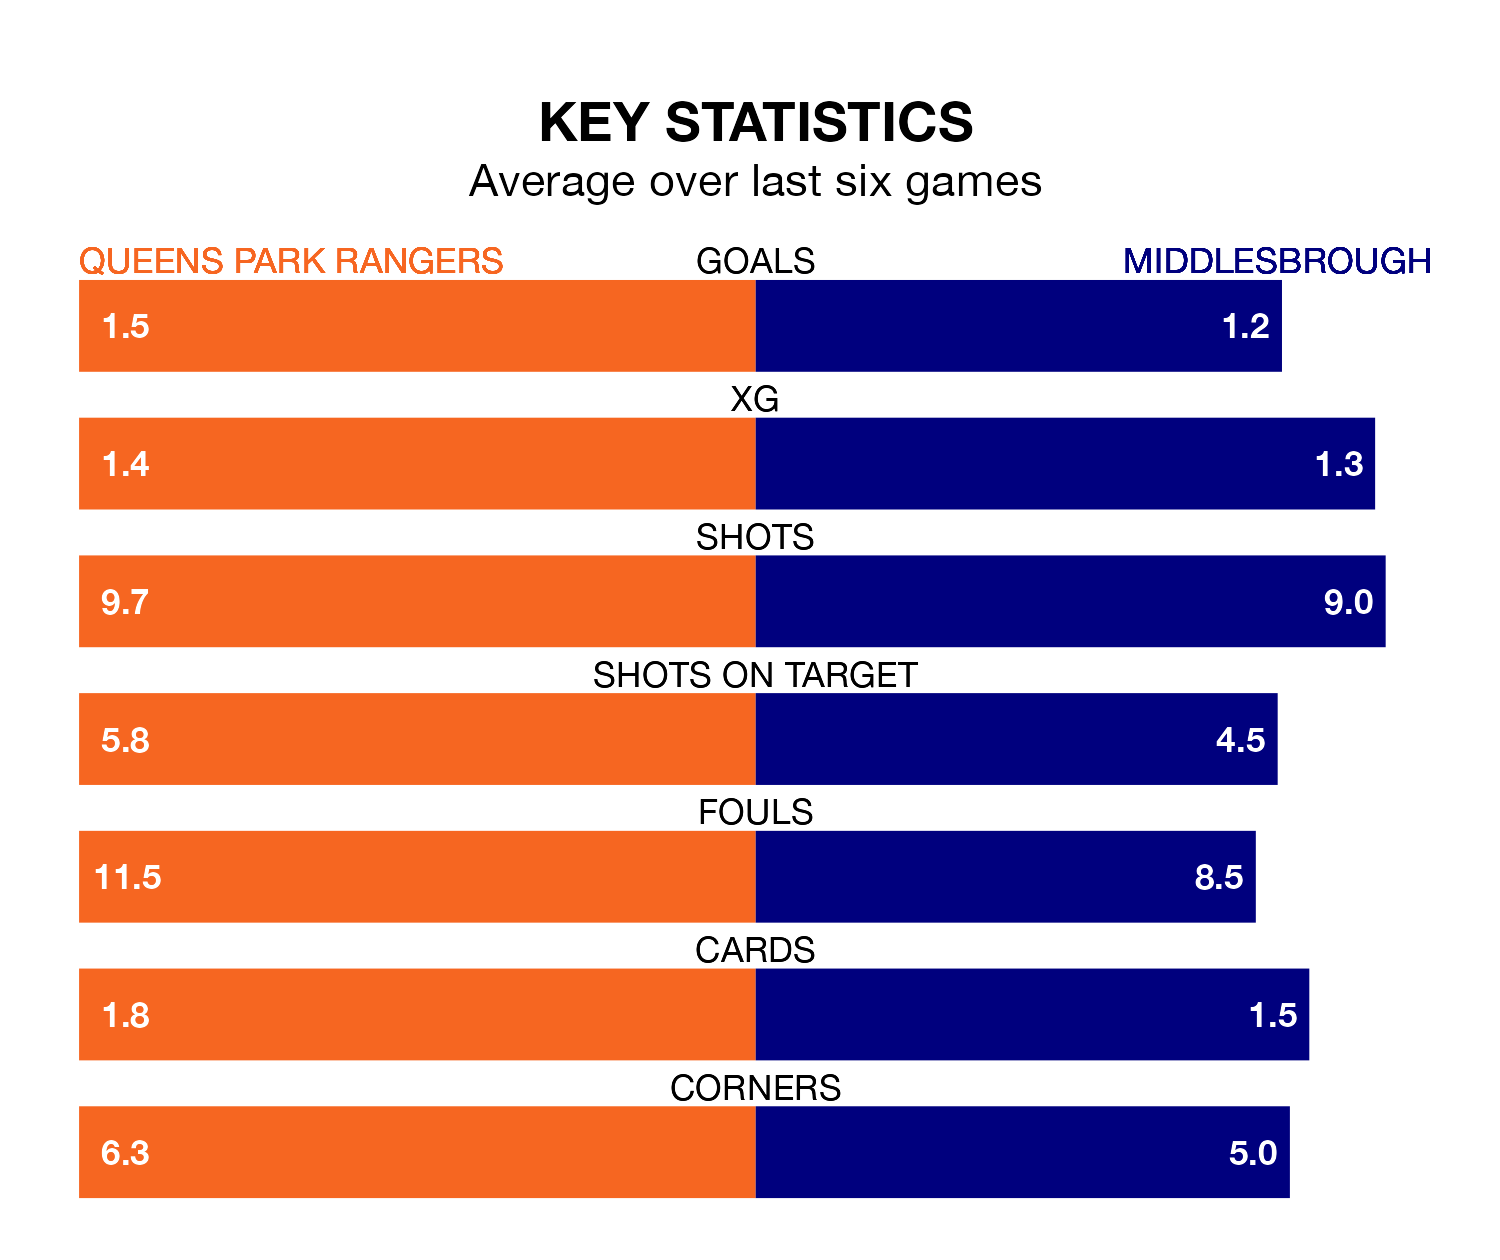 KEY STATISTICS
Average over last six games
QUEENS PARK RANGERS GOALS MIDDLESBROUGH
1.5 1.2
XG
1.4 1.3
SHOTS
9.7 9.0
SHOTS ON TARGET
5.8 4.5
FOULS
11.5 8.5
CARDS
1.8 1.5
CORNERS
6.3 5.0